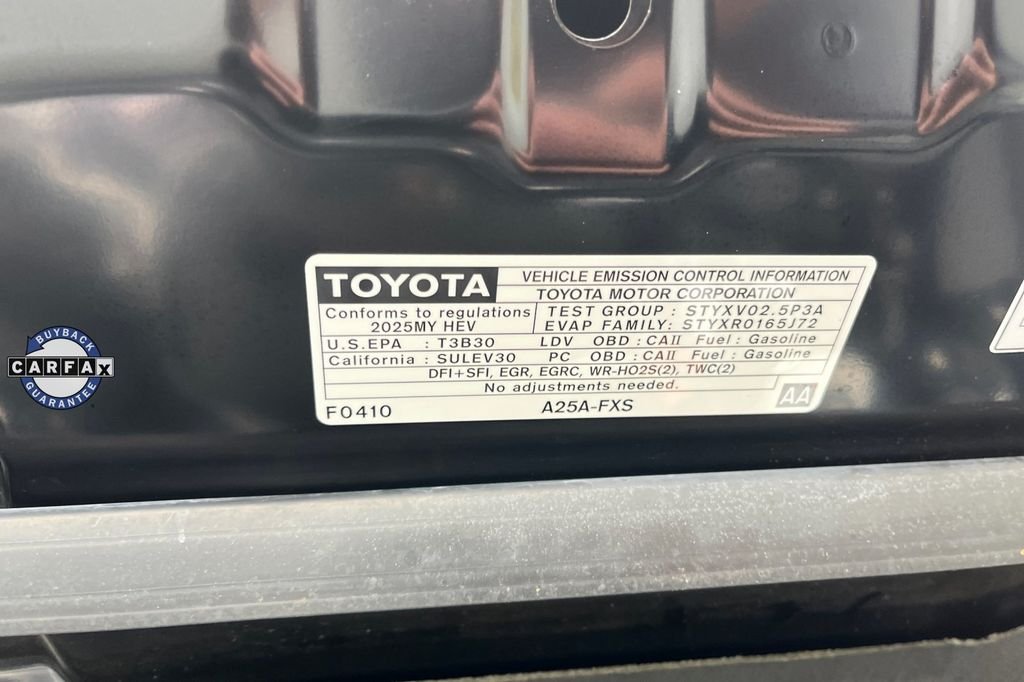 TOYOTA
VEHICLE EMISSION CONTROL INFORMATION
TOYOTA MOTOR CORPORATION
Conforms to regulations
2025MY HEV
TEST GROUP : STYXV02.5P3A
EVAP FAMILY: STYXR0165J72
U.S.EPA : T3B30 LDV OBD : CAII Fuel : Gasoline
California : SULEV30 PC OBD : CAII Fuel : Gasoline
DFI+SFI, EGR, EGRC, WR-HO2S(2), TWC(2)
No adjustments needed.
F0410 A25A-FXS AA
BUYBACK
CARFAX
GUARANTEE